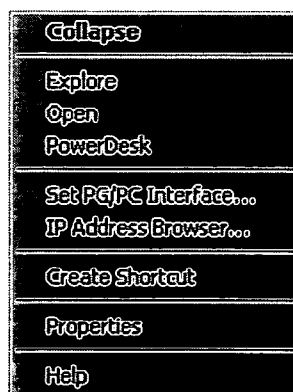 Collapse
Explore
Open
PowerDesk
Set PG/PC Interface...
IP Address Browser...
Create Shortcut
Properties
Help